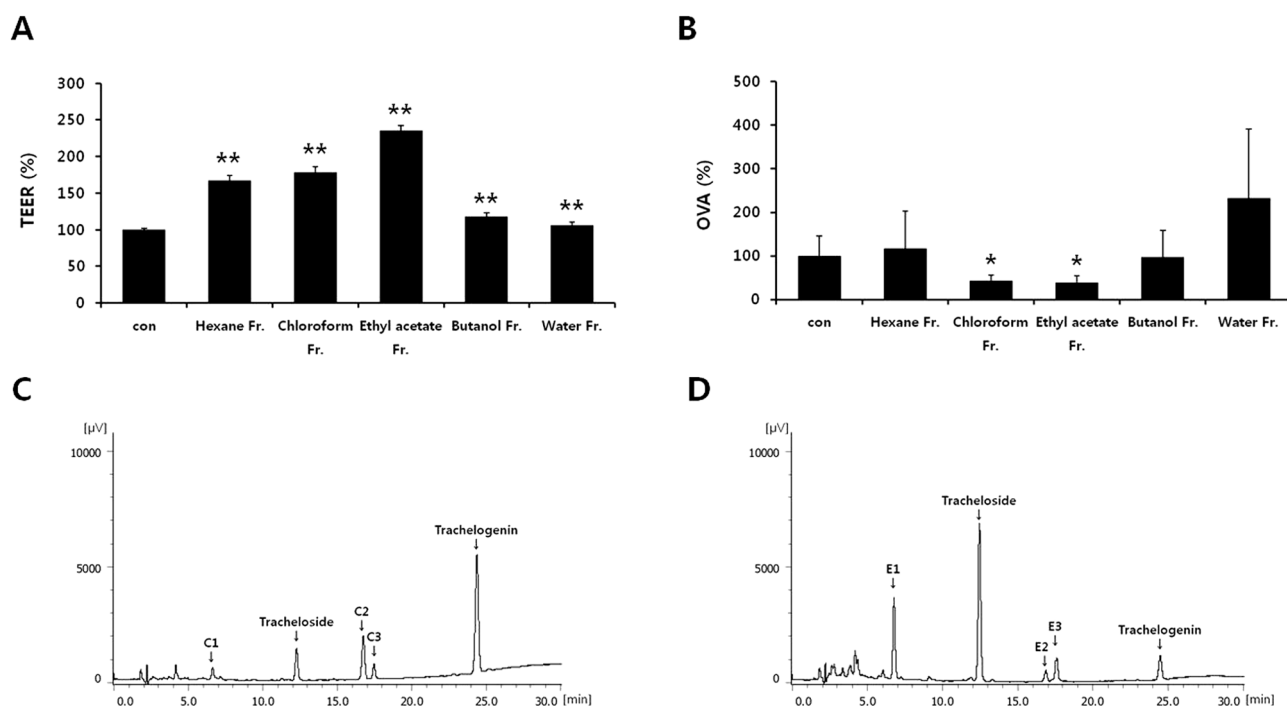 A
B
TEER (%)
300
250
200
150
100
50
0
**
**
**
**
**
con
Hexane Fr.
Chloroform Fr.
Ethyl acetate Fr.
Butanol Fr.
Water Fr.
OVA (%)
500
400
300
200
100
0
*
*
con
Hexane Fr.
Chloroform Fr.
Ethyl acetate Fr.
Butanol Fr.
Water Fr.
C
D
[µV]
10000
5000
0
C1
Tracheloside
C2
C3
Trachelogenin
0.0 5.0 10.0 15.0 20.0 25.0 30.0 [min]
[µV]
10000
5000
0
E1
Tracheloside
E2
E3
Trachelogenin
0.0 5.0 10.0 15.0 20.0 25.0 30.0 [min]